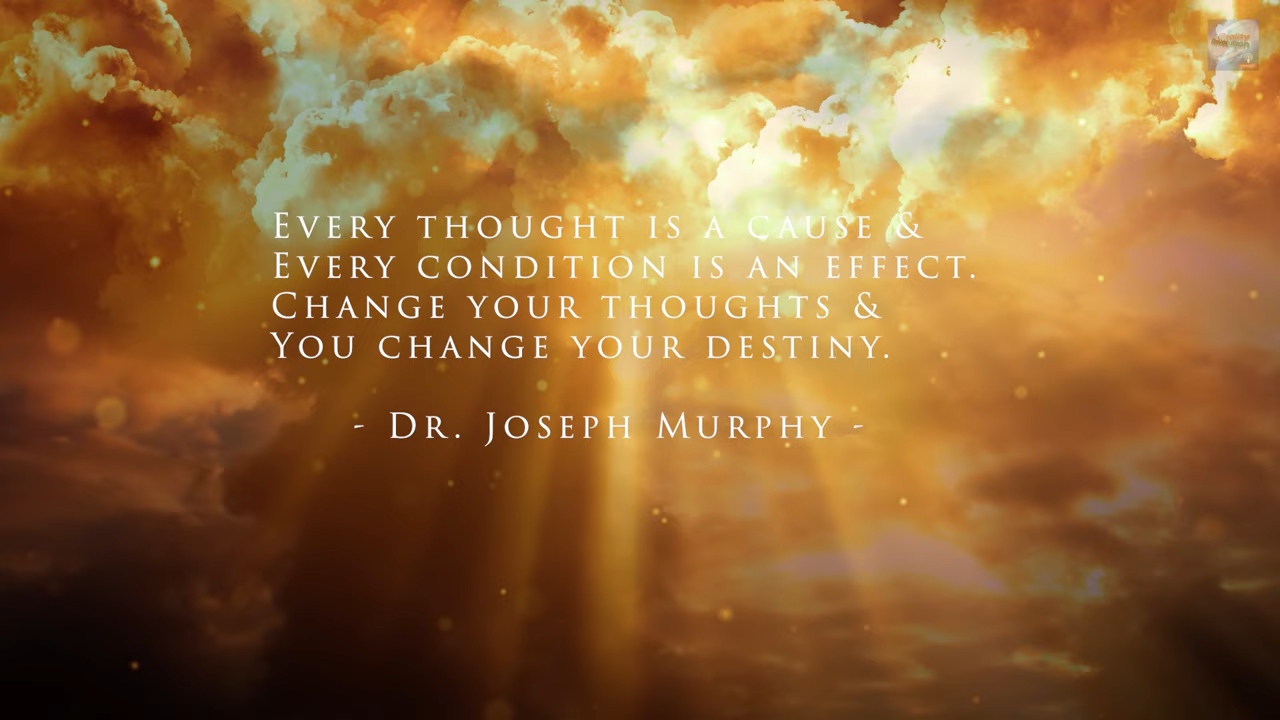 Every thought is a cause &
Every condition is an effect.
Change your thoughts &
You change your destiny.
- Dr. Joseph Murphy -